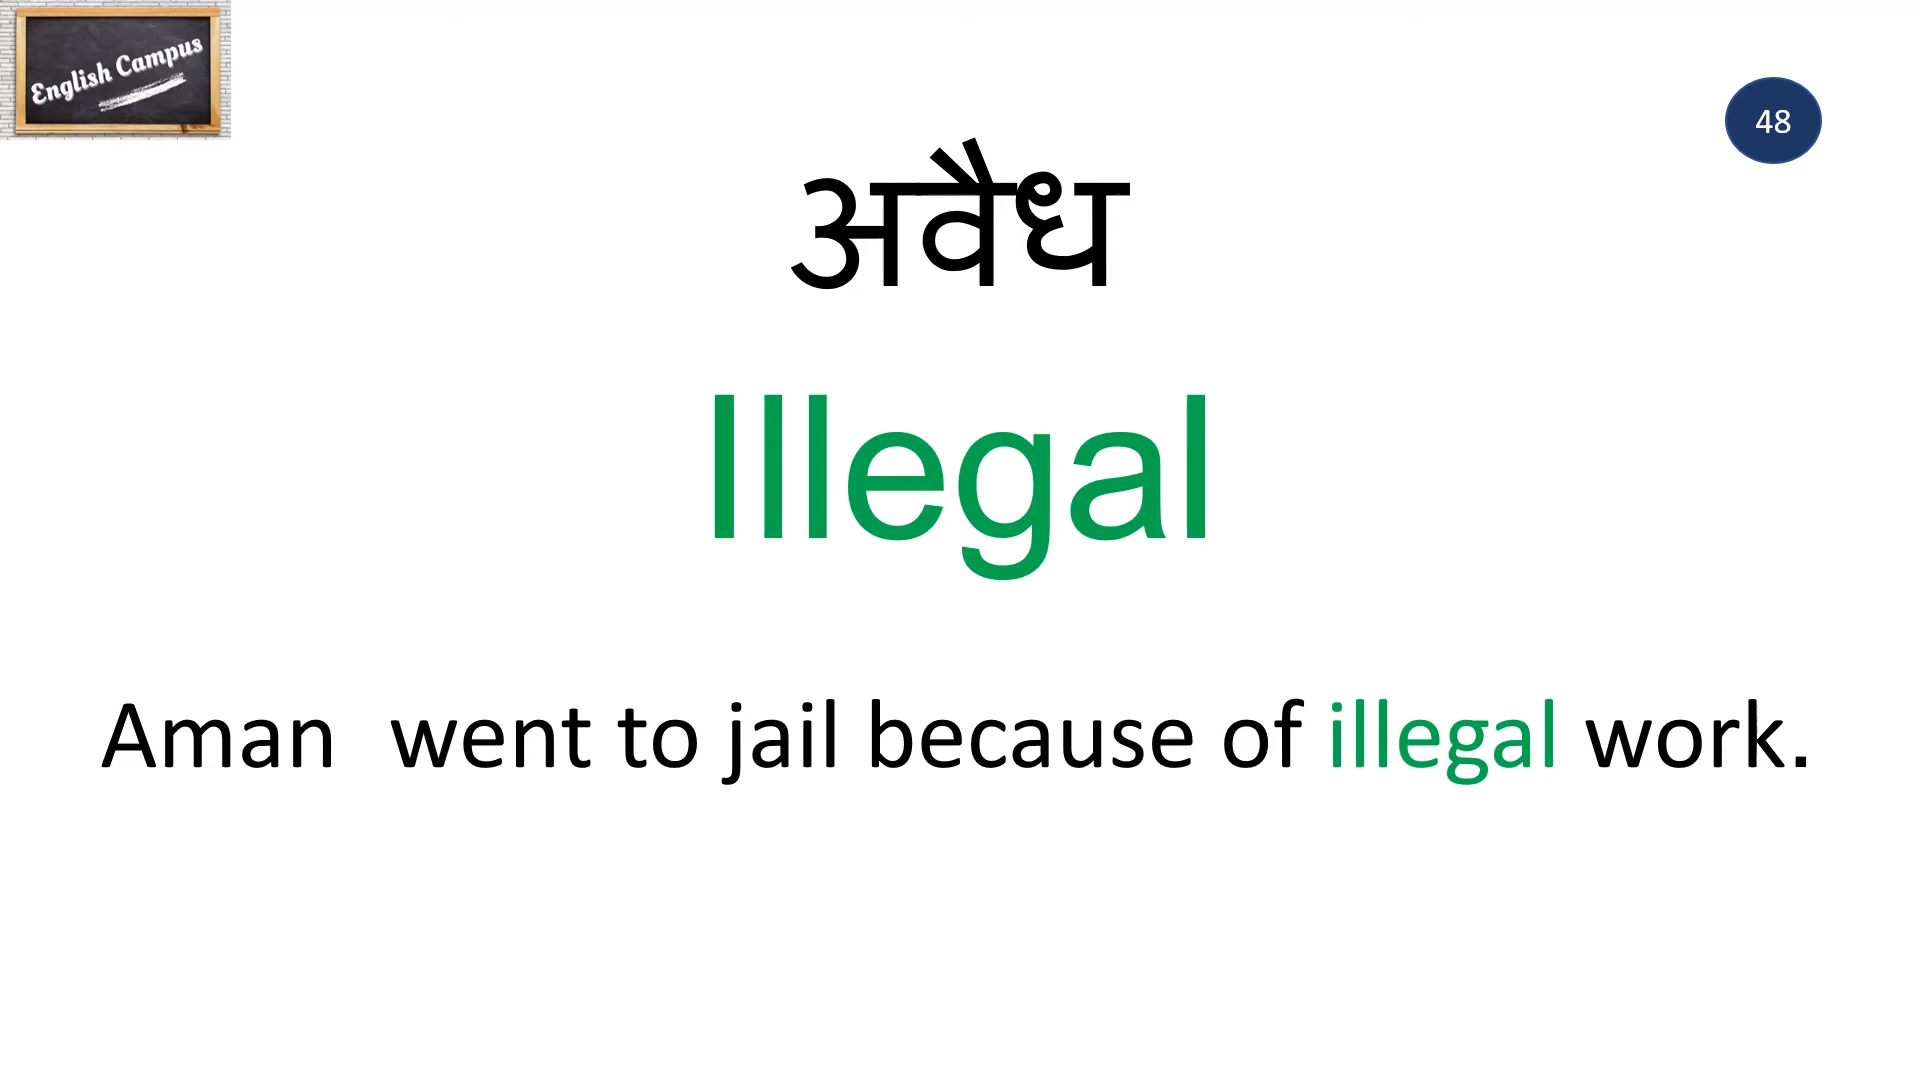 English Campus
48
अवैध
Illegal
Aman  went to jail because of illegal work.